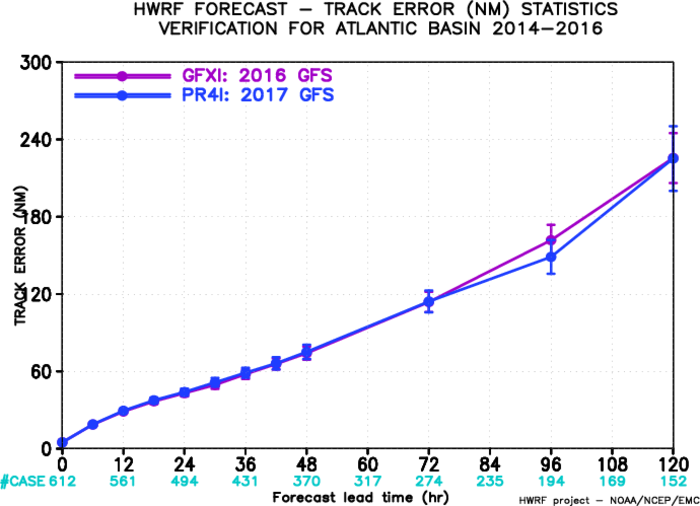 HWRF FORECAST – TRACK ERROR (NM) STATISTICS
VERIFICATION FOR ATLANTIC BASIN 2014–2016
GFXI: 2016 GFS
PR4I: 2017 GFS
TRACK ERROR (NM)
300
240
180
120
60
0
0 12 24 36 48 60 72 84 96 108 120
#CASE 612 561 494 431 370 317 274 235 194 169 152
Forecast lead time (hr)
HWRF project – NOAA/NCEP/EMC